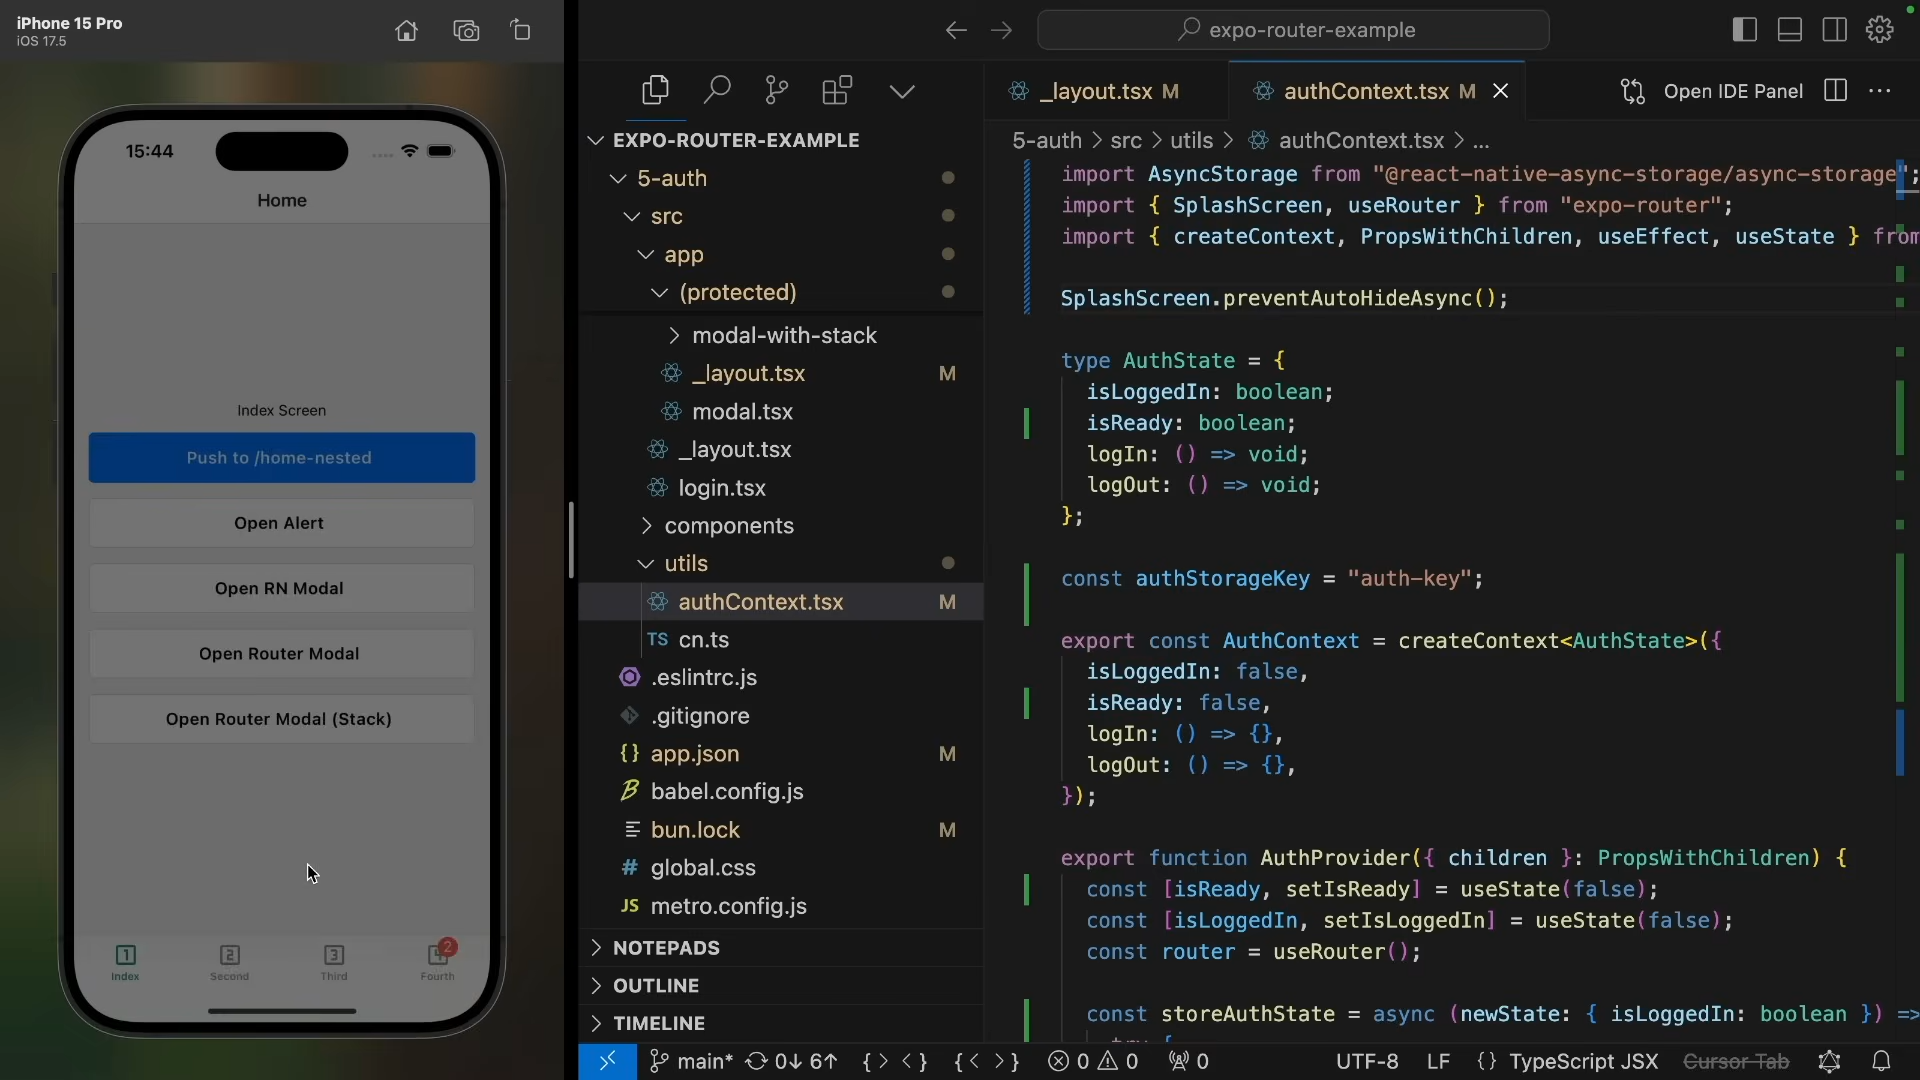 iPhone 15 Pro
iOS 17.5
15:44
Home
Index Screen
Push to /home-nested
Open Alert
Open RN Modal
Open Router Modal
Open Router Modal (Stack)
1 2 3 4 2
Index Second Third Fourth
expo-router-example
EXPO-ROUTER-EXAMPLE
5-auth
src
app
(protected)
modal-with-stack
_layout.tsx M
modal.tsx
_layout.tsx
login.tsx
components
utils
authContext.tsx M
TS cn.ts
.eslintrc.js
.gitignore
{} app.json M
babel.config.js
bun.lock M
# global.css
JS metro.config.js
NOTEPADS
OUTLINE
TIMELINE
_layout.tsx M
authContext.tsx M
Open IDE Panel
5-auth > src > utils > authContext.tsx > ...
import AsyncStorage from "@react-native-async-storage/async-storage";
import { SplashScreen, useRouter } from "expo-router";
import { createContext, PropsWithChildren, useEffect, useState } from
SplashScreen.preventAutoHideAsync();
type AuthState = {
isLoggedIn: boolean;
isReady: boolean;
logIn: () => void;
logOut: () => void;
};
const authStorageKey = "auth-key";
export const AuthContext = createContext<AuthState>({
isLoggedIn: false,
isReady: false,
logIn: () => {},
logOut: () => {},
});
export function AuthProvider({ children }: PropsWithChildren) {
const [isReady, setIsReady] = useState(false);
const [isLoggedIn, setIsLoggedIn] = useState(false);
const router = useRouter();
const storeAuthState = async (newState: { isLoggedIn: boolean }) =>
try {
main* 0↓ 6↑ 0 0 0 UTF-8 LF {} TypeScript JSX Cursor Tab